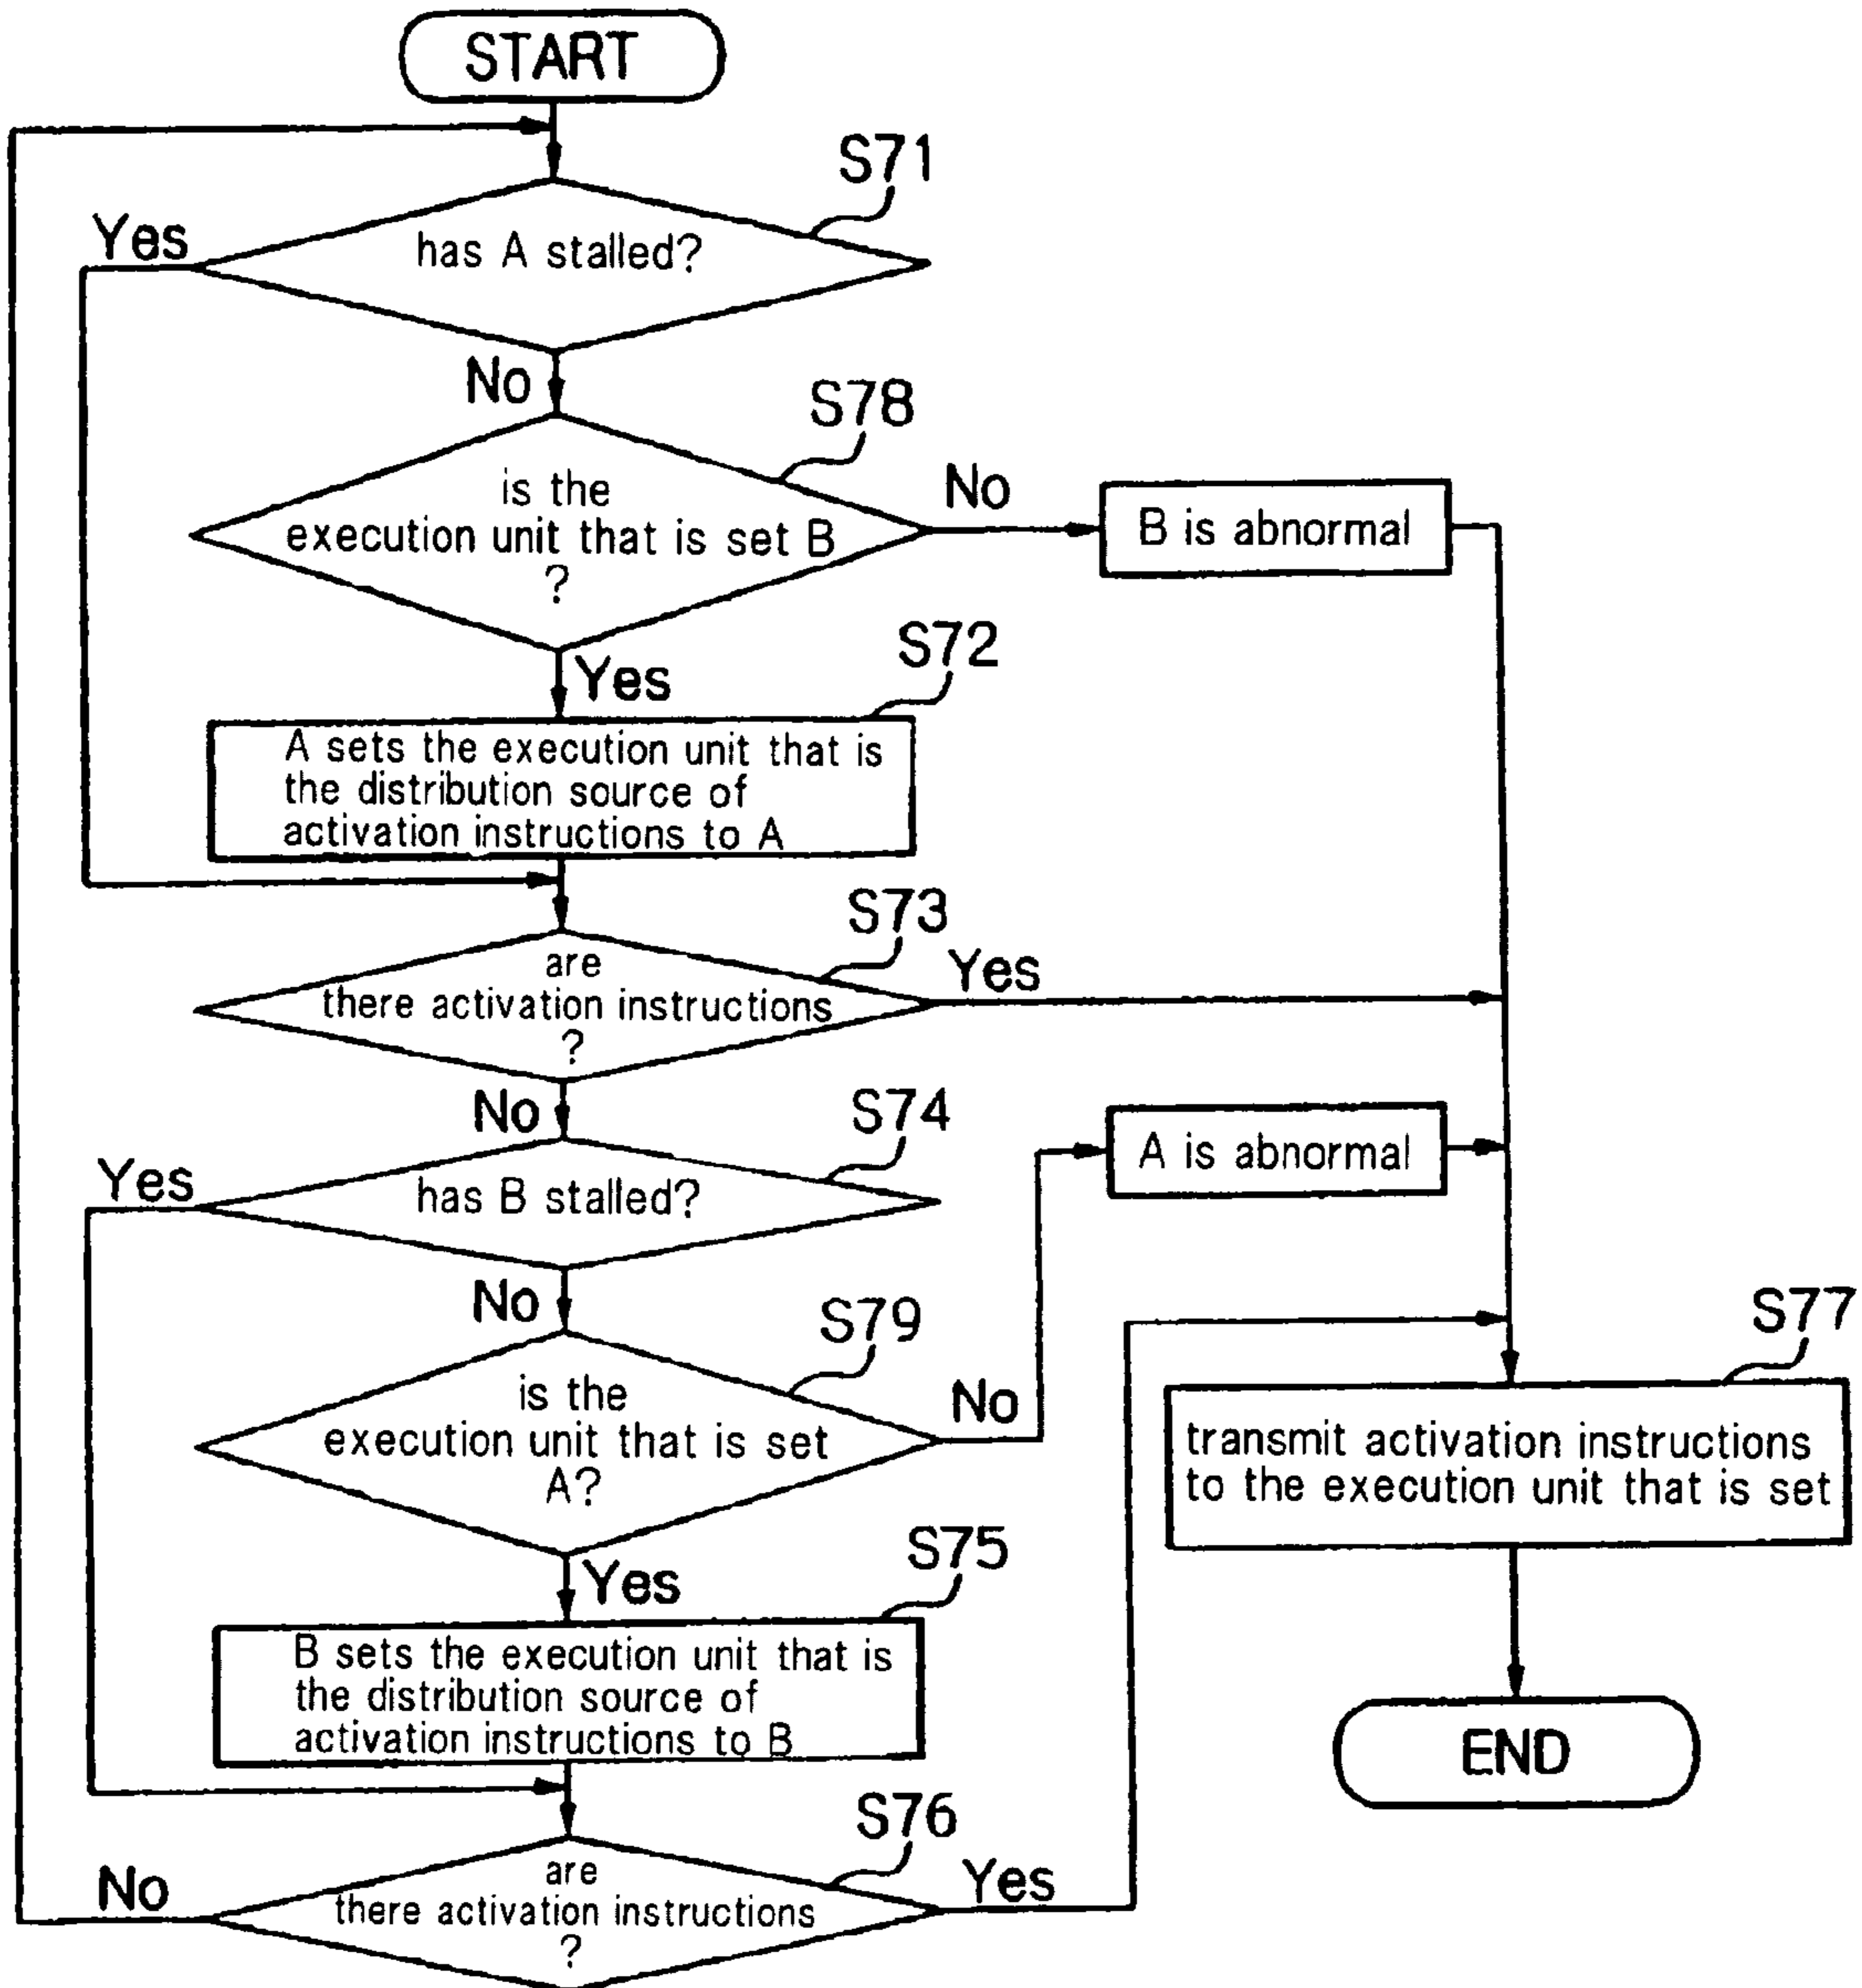 START
S71
Yes
has A stalled?
No
S78
is the
execution unit that is set B
?
No
B is abnormal
Yes
S72
A sets the execution unit that is
the distribution source of
activation instructions to A
S73
are
there activation instructions
?
Yes
No
S74
Yes
has B stalled?
A is abnormal
No
S79
is the
execution unit that is set
A?
No
S77
transmit activation instructions
to the execution unit that is set
Yes
S75
B sets the execution unit that is
the distribution source of
activation instructions to B
END
S76
No
are
there activation instructions
?
Yes